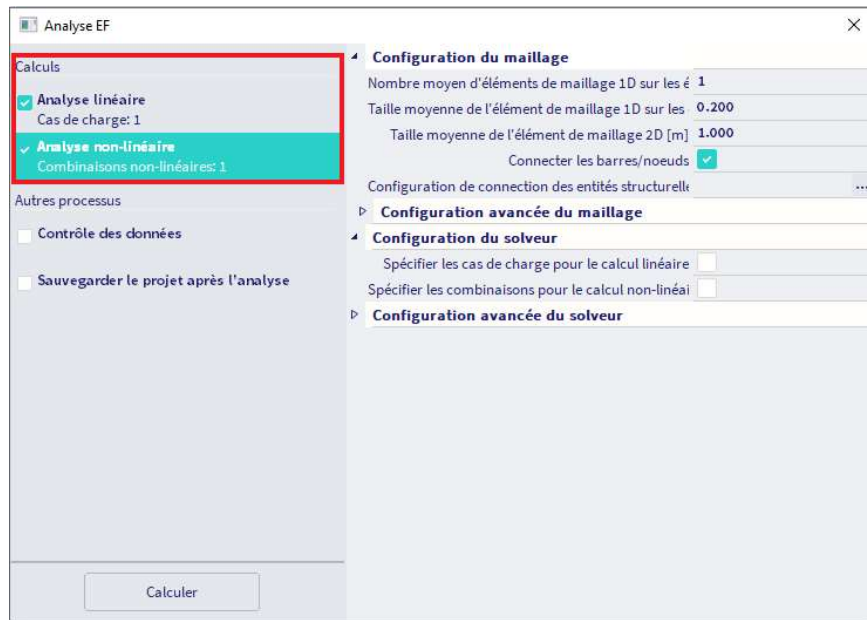 Analyse EF
Calculs
Analyse linéaire
Cas de charge: 1
Analyse non-linéaire
Combinaisons non-linéaires: 1
Autres processus
Contrôle des données
Sauvegarder le projet après l'analyse
Calculer
Configuration du maillage
Nombre moyen d'éléments de maillage 1D sur les é 1
Taille moyenne de l'élément de maillage 1D sur les 0.200
Taille moyenne de l'élément de maillage 2D [m] 1.000
Connecter les barres/noeuds
Configuration de connection des entités structurelle ...
Configuration avancée du maillage
Configuration du solveur
Spécifier les cas de charge pour le calcul linéaire
Spécifier les combinaisons pour le calcul non-linéai
Configuration avancée du solveur